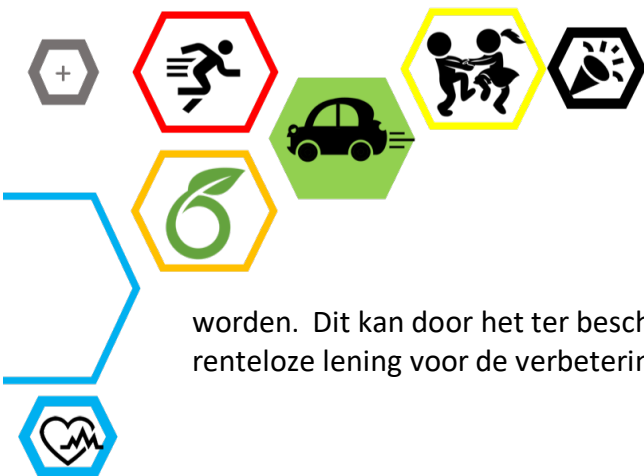 +
worden. Dit kan door het ter besch
renteloze lening voor de verbeterin